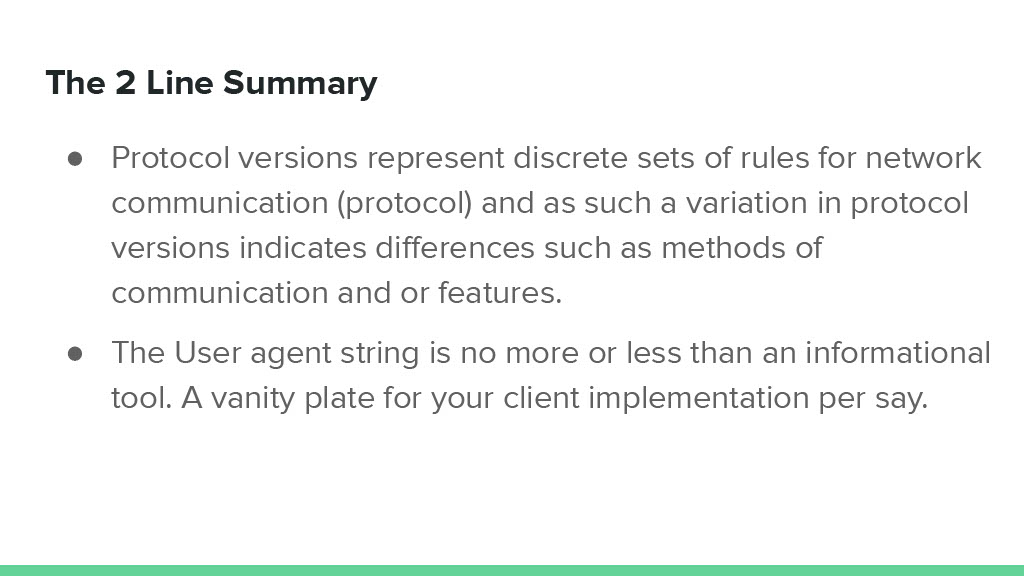 The 2 Line Summary
● Protocol versions represent discrete sets of rules for network
communication (protocol) and as such a variation in protocol
versions indicates differences such as methods of
communication and or features.
● The User agent string is no more or less than an informational
tool. A vanity plate for your client implementation per say.